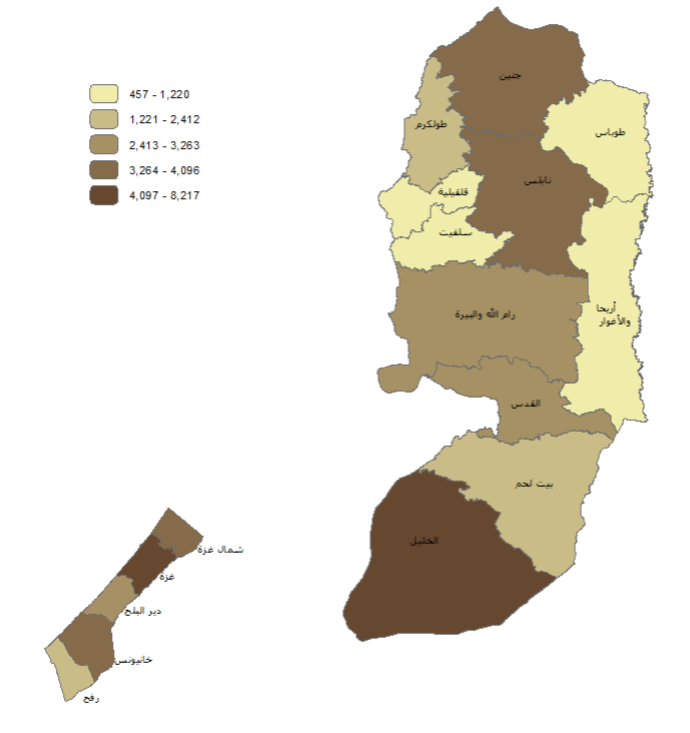 457 - 1,220
1,221 - 2,412
2,413 - 3,263
3,264 - 4,096
4,097 - 8,217
جنين
طوباس
طولكرم
نابلس
قلقيلية
سلفيت
أريحا
والأغوار
رام الله والبيرة
القدس
بيت لحم
الخليل
شمال غزة
غزة
دير البلح
خانيونس
رفح